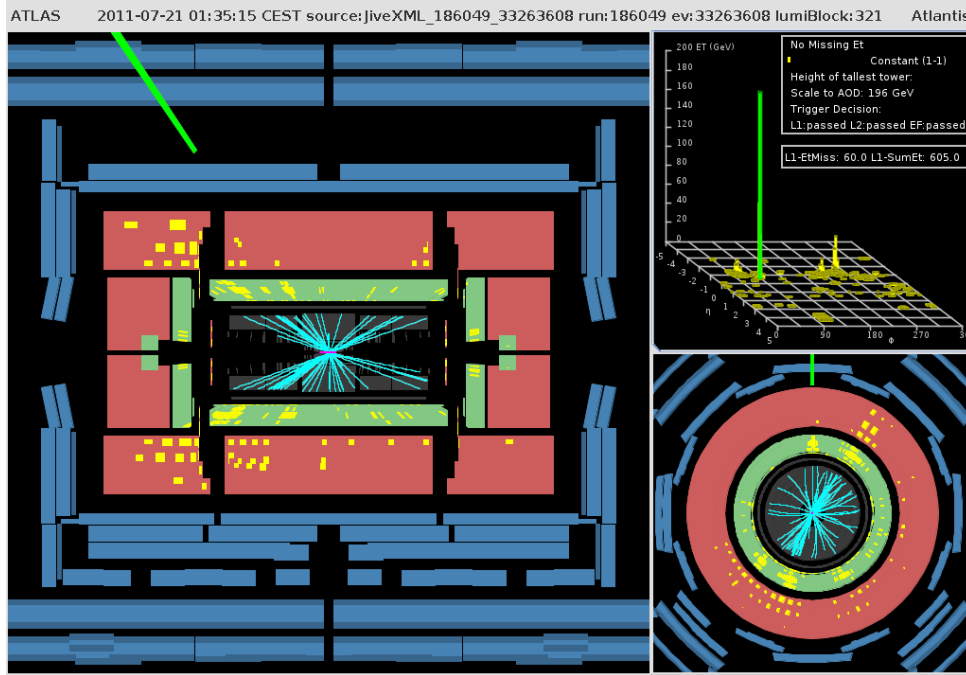 ATLAS 2011-07-21 01:35:15 CEST source:JiveXML_186049_33263608 run:186049 ev:33263608 lumiBlock:321 Atlantis
200 ET (GeV)
180
160
140
120
100
80
60
40
20
0
No Missing Et
Constant (1-1)
Height of tallest tower:
Scale to AOD: 196 GeV
Trigger Decision:
L1:passed L2:passed EF:passed
L1-EtMiss: 60.0 L1-SumEt: 605.0
-5
-4
-3
-2
-1
0
1
2
3
4
5
η
0 90 180 270
Φ